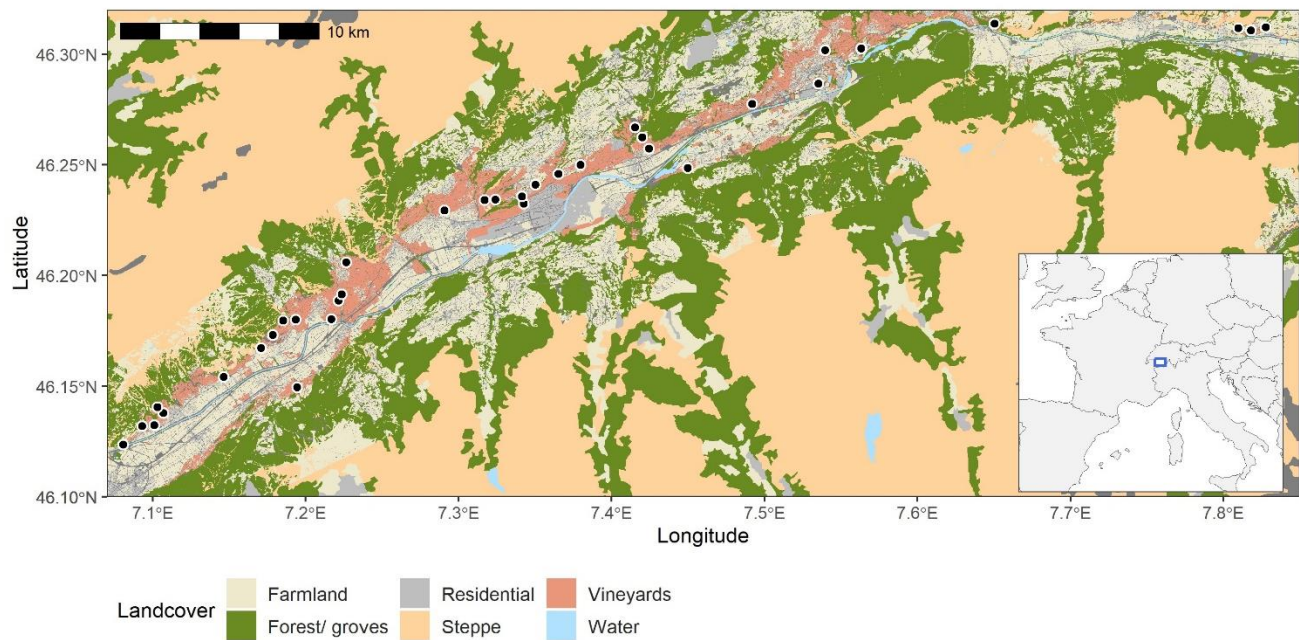 10 km
46.30°N
46.25°N
46.20°N
46.15°N
46.10°N
Latitude
7.1°E 7.2°E 7.3°E 7.4°E 7.5°E 7.6°E 7.7°E 7.8°E
Longitude
Landcover
Farmland Residential Vineyards
Forest/ groves Steppe Water